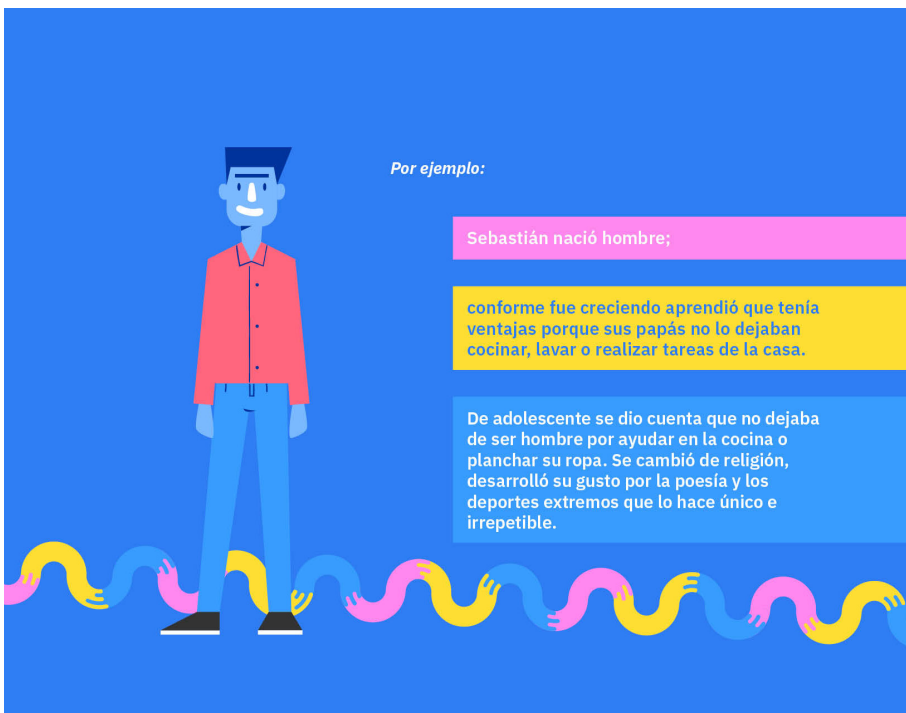 Por ejemplo:
Sebastián nació hombre;
conforme fue creciendo aprendió que tenía
ventajas porque sus papás no lo dejaban
cocinar, lavar o realizar tareas de la casa.
De adolescente se dio cuenta que no dejaba
de ser hombre por ayudar en la cocina o
planchar su ropa. Se cambió de religión,
desarrolló su gusto por la poesía y los
deportes extremos que lo hace único e
irrepetible.